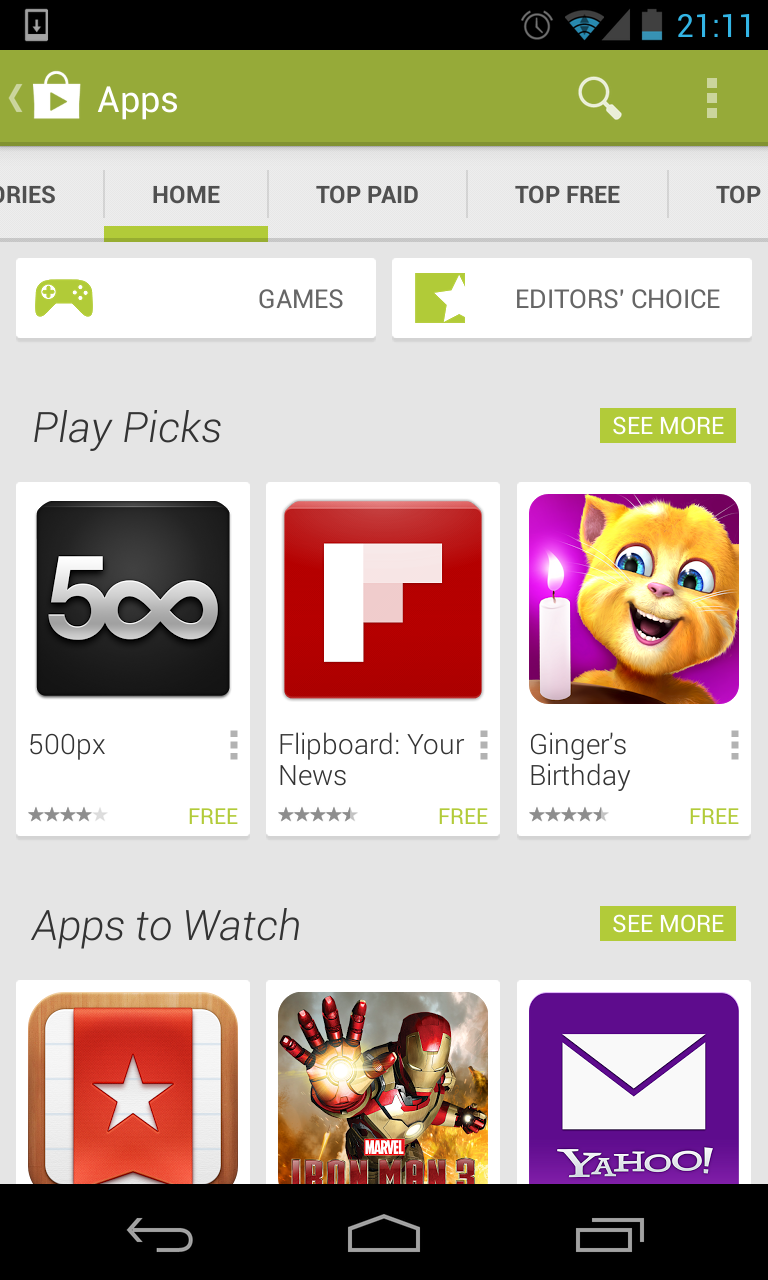 21:11
Apps
ORIES
HOME
TOP PAID
TOP FREE
TOP
GAMES
EDITORS' CHOICE
Play Picks
SEE MORE
500
500px
FREE
Flipboard: Your
News
FREE
Ginger's
Birthday
FREE
Apps to Watch
SEE MORE
MARVEL
IRON MAN 3
YAHOO!